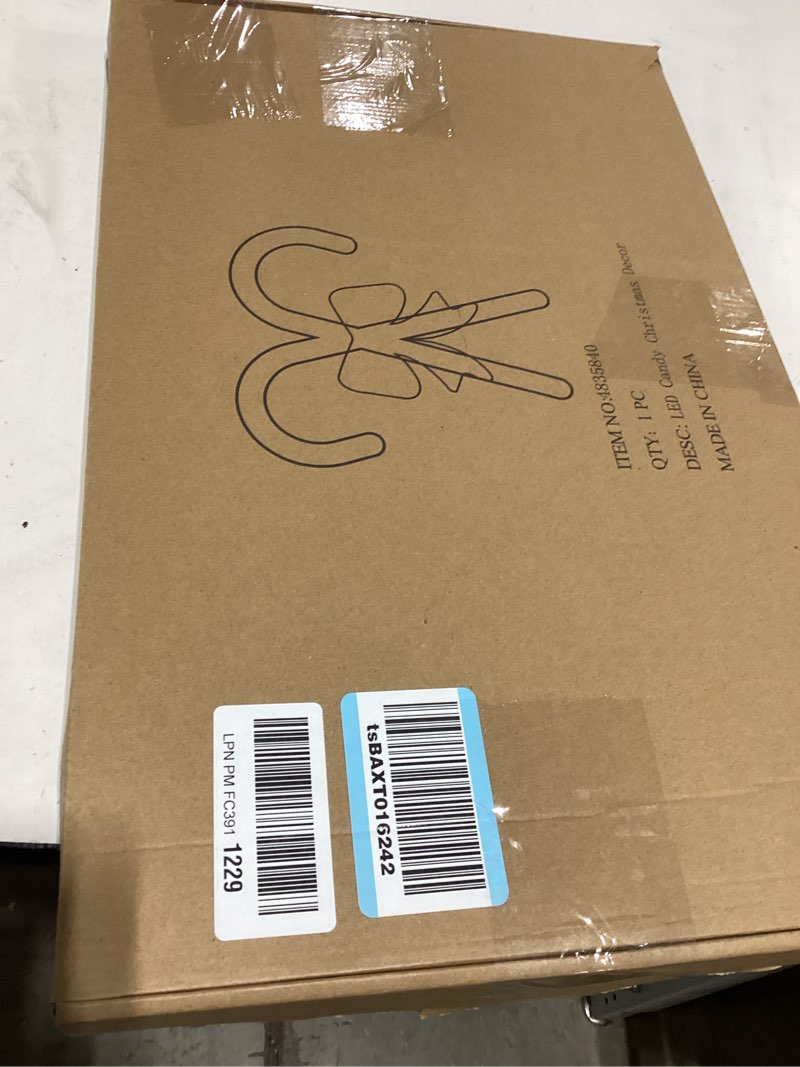 ITEM NO:4835840
QTY: 1 PC
DESC: LED Candy Christmas Decor
MADE IN CHINA
LPN PM FC391 1229
tsBAXT016242